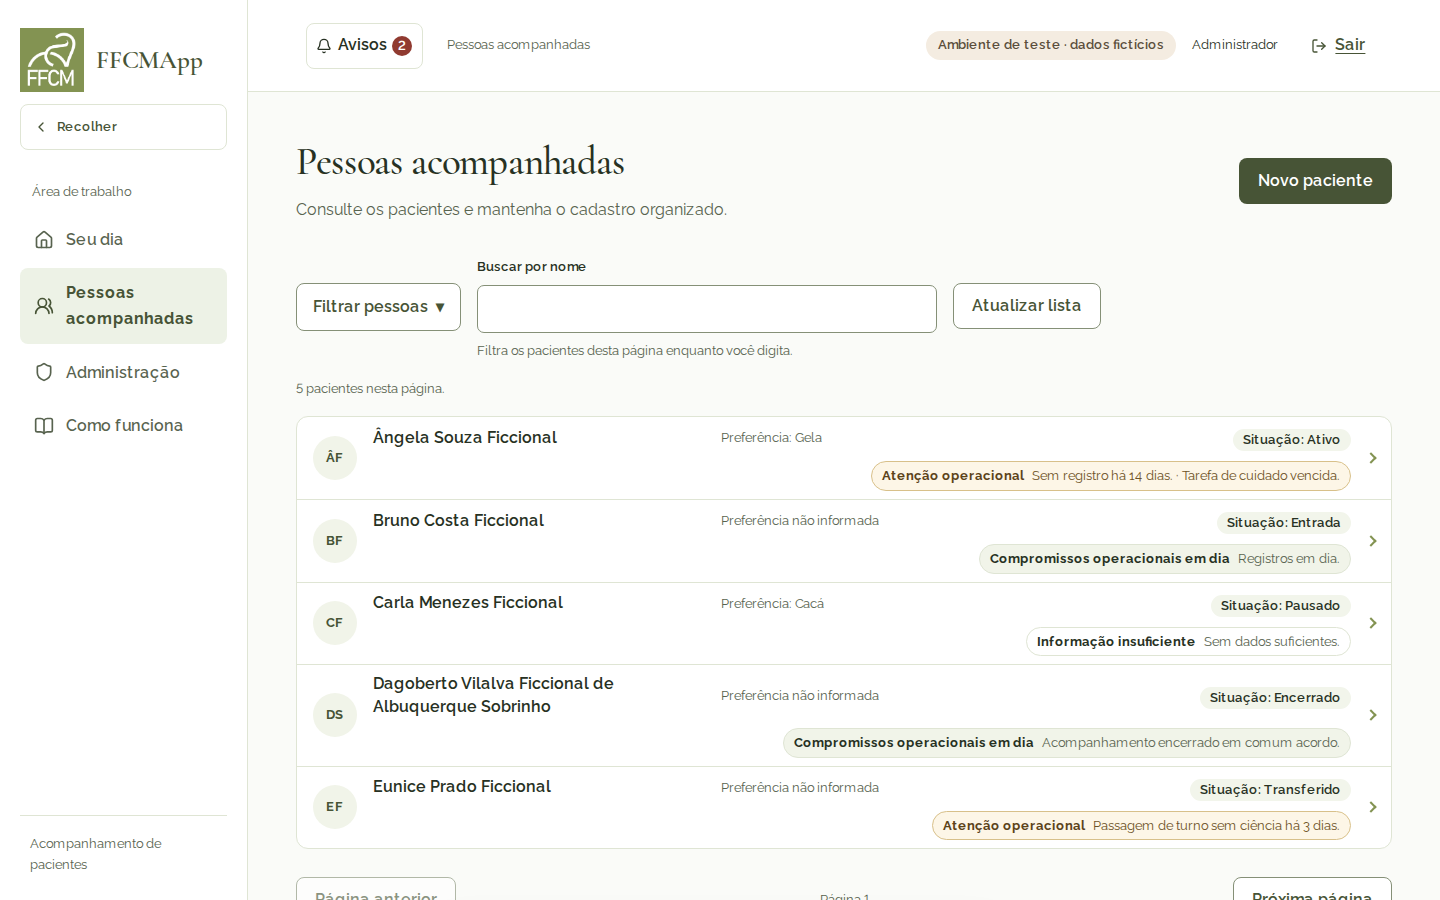 FFCM
FFCMApp
Recolher
Área de trabalho
Seu dia
Pessoas
acompanhadas
Administração
Como funciona
Acompanhamento de
pacientes
Avisos 2
Pessoas acompanhadas
Ambiente de teste · dados fictícios
Administrador
Sair
Pessoas acompanhadas
Consulte os pacientes e mantenha o cadastro organizado.
Novo paciente
Filtrar pessoas ▼
Buscar por nome
Filtra os pacientes desta página enquanto você digita.
Atualizar lista
5 pacientes nesta página.
ÂF
Ângela Souza Ficcional
Preferência: Gela
Situação: Ativo
Atenção operacional Sem registro há 14 dias. · Tarefa de cuidado vencida.
BF
Bruno Costa Ficcional
Preferência não informada
Situação: Entrada
Compromissos operacionais em dia Registros em dia.
CF
Carla Menezes Ficcional
Preferência: Cacá
Situação: Pausado
Informação insuficiente Sem dados suficientes.
DS
Dagoberto Vilalva Ficcional de
Albuquerque Sobrinho
Preferência não informada
Situação: Encerrado
Compromissos operacionais em dia Acompanhamento encerrado em comum acordo.
EF
Eunice Prado Ficcional
Preferência não informada
Situação: Transferido
Atenção operacional Passagem de turno sem ciência há 3 dias.
Página anterior
Página 1
Próxima página